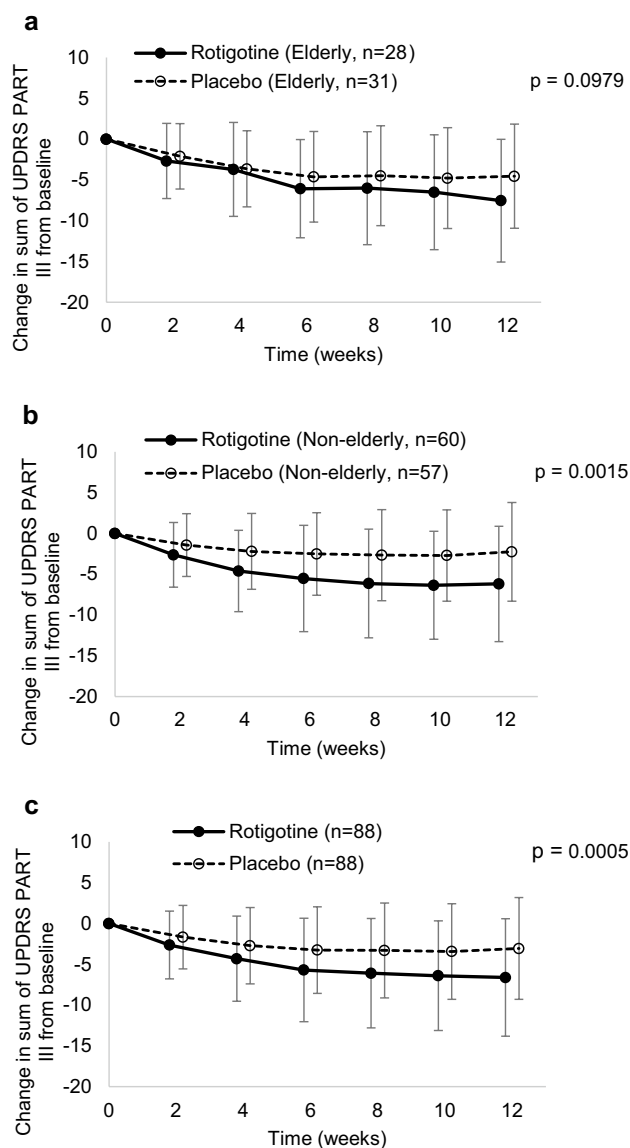 a
Rotigotine (Elderly, n=28)
Placebo (Elderly, n=31)
p = 0.0979
Change in sum of UPDRS PART
III from baseline
10
5
0
-5
-10
-15
-20
0 2 4 6 8 10 12
Time (weeks)
b
Rotigotine (Non-elderly, n=60)
Placebo (Non-elderly, n=57)
p = 0.0015
Change in sum of UPDRS PART
III from baseline
10
5
0
-5
-10
-15
-20
0 2 4 6 8 10 12
Time (weeks)
c
Rotigotine (n=88)
Placebo (n=88)
p = 0.0005
Change in sum of UPDRS PART
III from baseline
10
5
0
-5
-10
-15
-20
0 2 4 6 8 10 12
Time (weeks)